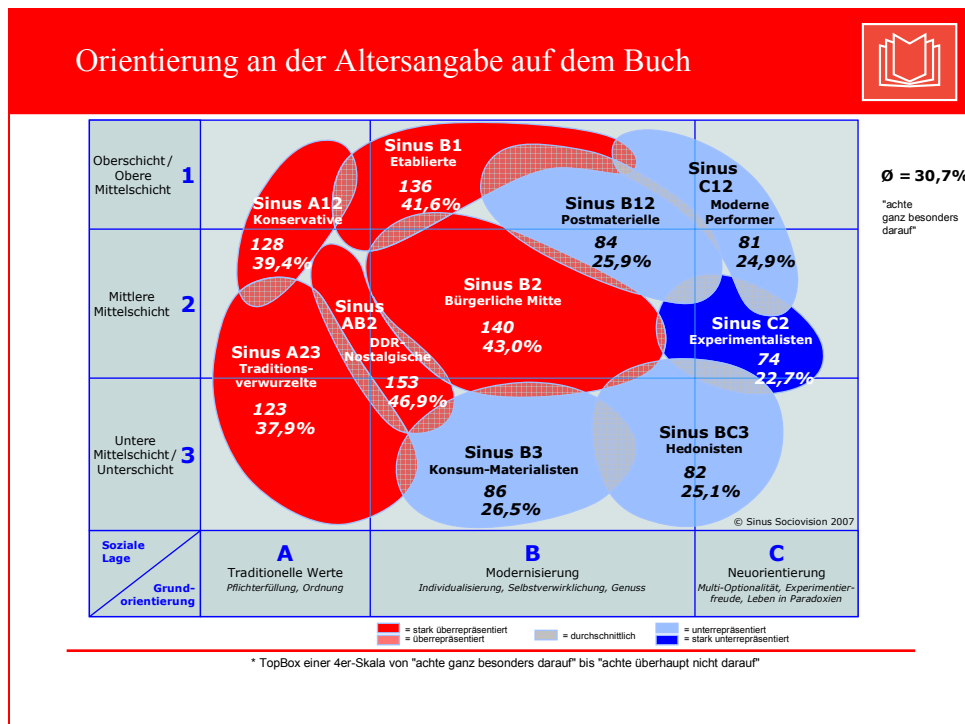 Orientierung an der Altersangabe auf dem Buch
Oberschicht/
Obere
Mittelschicht
1
Mittlere
Mittelschicht
2
Untere
Mittelschicht/
Unterschicht
3
Sinus B1
Etablierte
136
41,6%
Sinus A12
Konservative
128
39,4%
Sinus B12
Postmaterielle
84
25,9%
Sinus
C12
Moderne
Performer
81
24,9%
Sinus B2
Bürgerliche Mitte
140
43,0%
Sinus
AB2
DDR-
Nostalgische
153
46,9%
Sinus A23
Traditions-
verwurzelte
123
37,9%
Sinus C2
Experimentalisten
74
22,7%
Sinus B3
Konsum-Materialisten
86
26,5%
Sinus BC3
Hedonisten
82
25,1%
© Sinus Sociovision 2007
Ø = 30,7%
"achte
ganz besonders
darauf"
Soziale
Lage
Grund-
orientierung
A
Traditionelle Werte
Pflichterfüllung, Ordnung
B
Modernisierung
Individualisierung, Selbstverwirklichung, Genuss
C
Neuorientierung
Multi-Optionalität, Experimentier-
freude, Leben in Paradoxien
= stark überrepräsentiert
= überrepräsentiert
= durchschnittlich
= unterrepräsentiert
= stark unterrepräsentiert
* TopBox einer 4er-Skala von "achte ganz besonders darauf" bis "achte überhaupt nicht darauf"